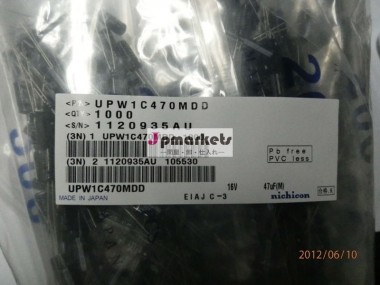 <P/N> UPW1C470MDD
<QTY> 1000
<S/N> 1120935AU
(3N) 1 UPW1C47
Jpmarkets
(3N) 2 1120935AU 105530
UPW1C470MDD
16V 47uF(M)
MADE IN JAPAN EIAJ C-3 nichicon
Pb free
PVC less
2012/06/10